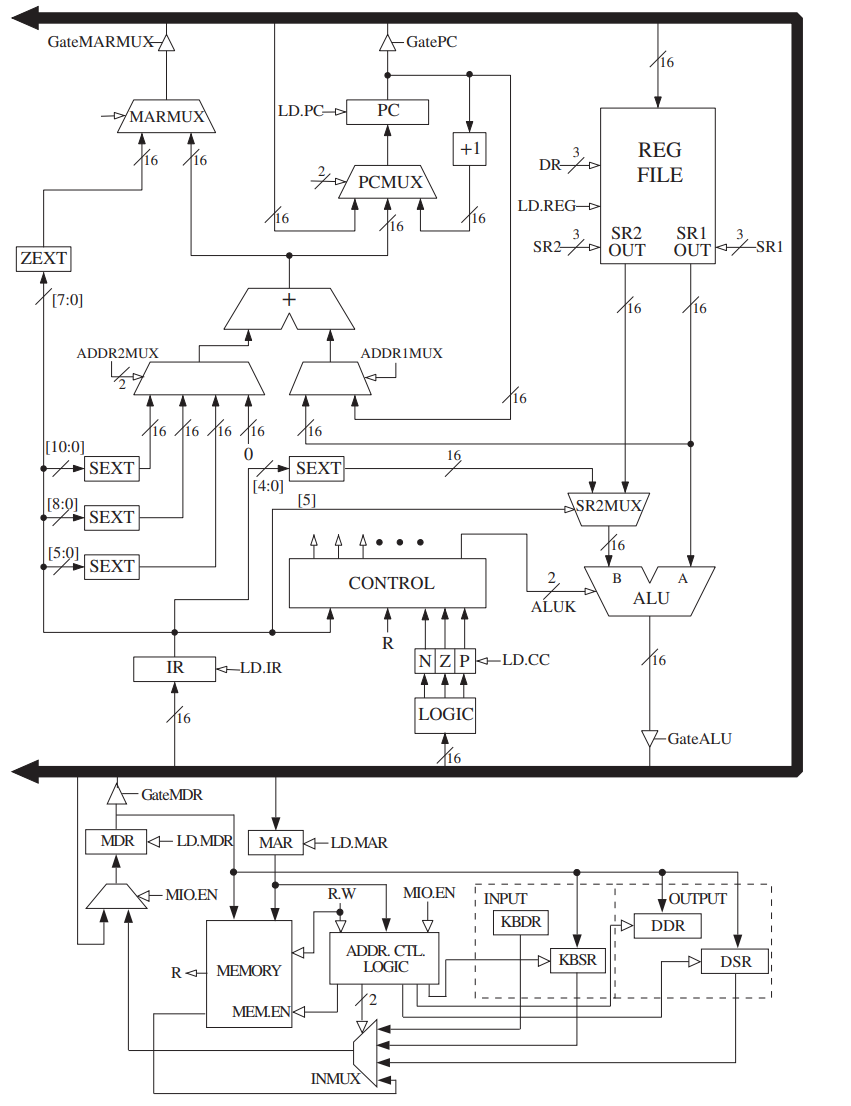 GateMARMUX
GatePC
16
MARMUX
LD.PC
PC
+1
REG
FILE
16
16
2
PCMUX
DR
3
LD.REG
16
16
16
SR2
3
SR2
OUT
SR1
OUT
3
SR1
ZEXT
[7:0]
+
16
16
ADDR2MUX
2
ADDR1MUX
16
16
16
16
16
16
0
[10:0]
SEXT
[4:0]
SEXT
16
[8:0]
SEXT
[5]
SR2MUX
[5:0]
SEXT
16
CONTROL
2
ALUK
B
A
ALU
R
IR
LD.IR
N
Z
P
LD.CC
16
16
LOGIC
16
GateALU
GateMDR
MDR
LD.MDR
MAR
LD.MAR
MIO.EN
R.W
MIO.EN
INPUT
KBDR
OUTPUT
DDR
MEMORY
R
ADDR. CTL.
LOGIC
KBSR
DSR
MEM.EN
2
INMUX